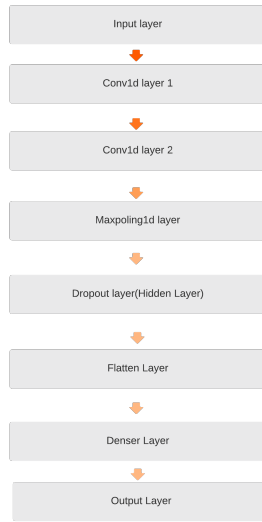 Input layer
Conv1d layer 1
Conv1d layer 2
Maxpoling1d layer
Dropout layer(Hidden Layer)
Flatten Layer
Denser Layer
Output Layer